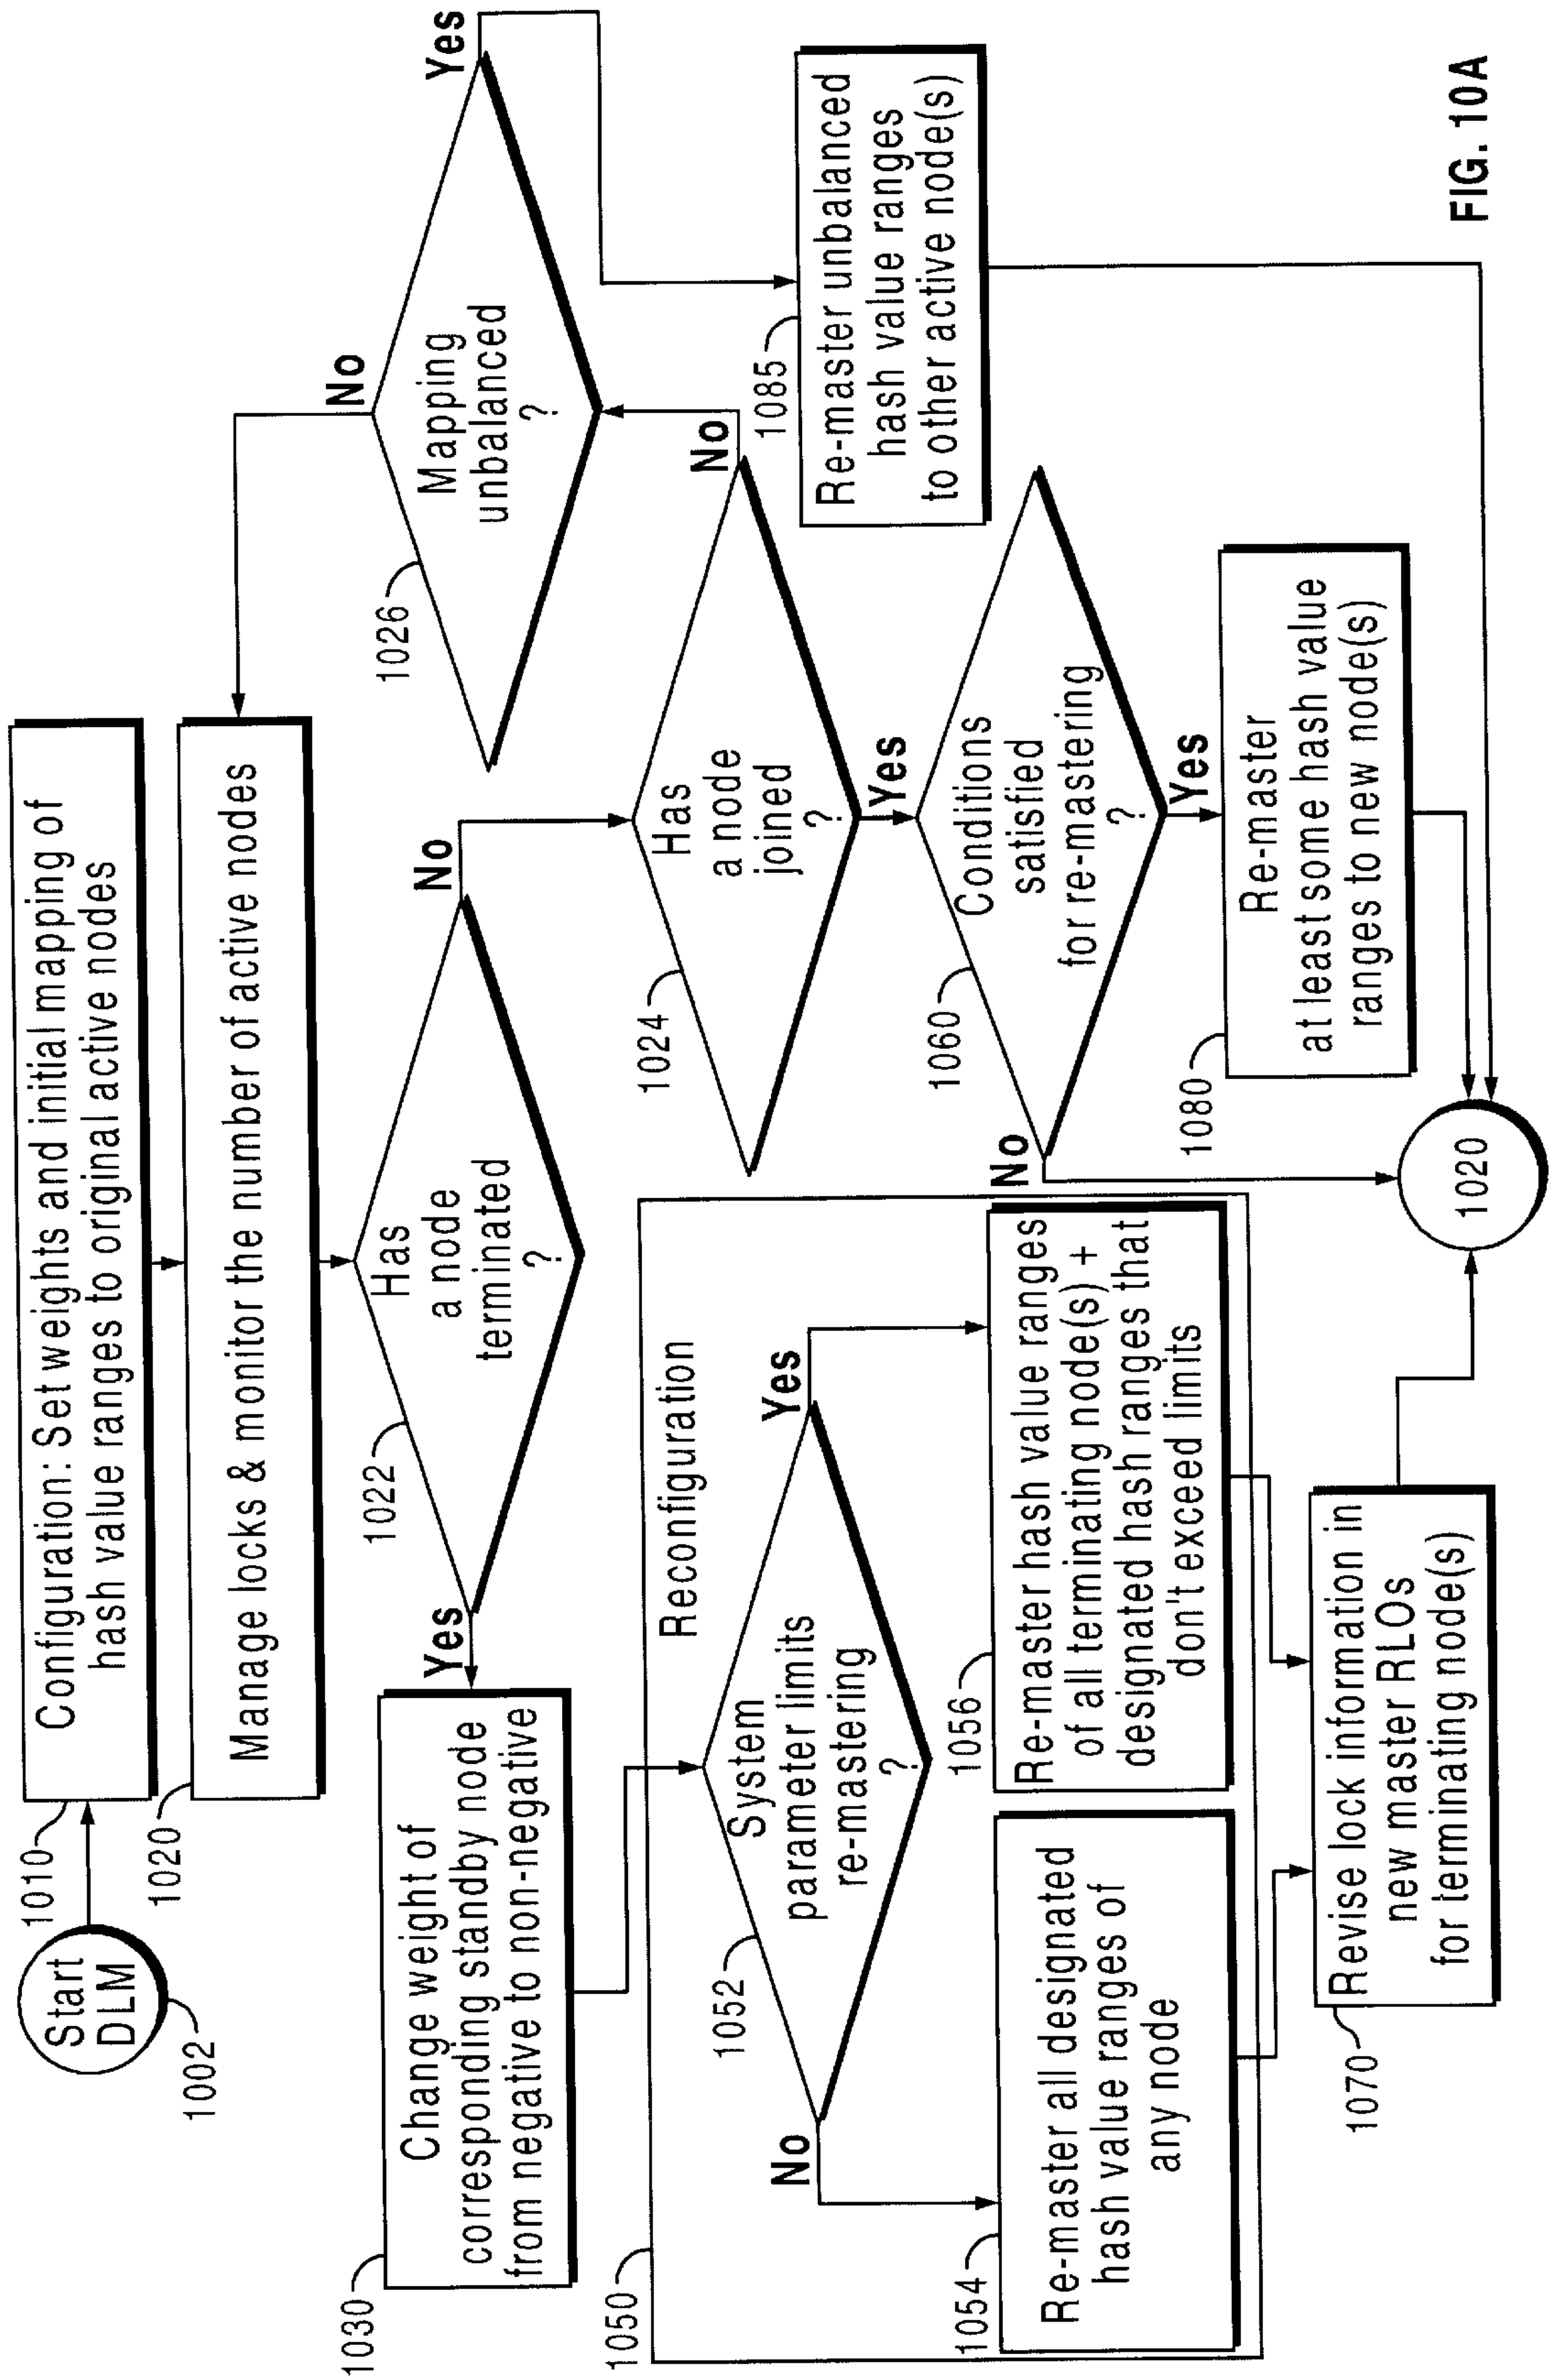 Start
DLM
1002
1010
Configuration: Set weights and initial mapping of
hash value ranges to original active nodes
1020
Manage locks & monitor the number of active nodes
1022
Has
a node
terminated
?
Yes
No
1030
Change weight of
corresponding standby node
from negative to non-negative
1024
Has
a node
joined
?
No
Yes
1026
Mapping
unbalanced
?
No
Yes
1050
Reconfiguration
1052
System
parameter limits
re-mastering
?
No
Yes
1054
Re-master all designated
hash value ranges of
any node
1056
Re-master hash value ranges
of all terminating node(s) +
designated hash ranges that
don't exceed limits
1060
Conditions
satisfied
for re-mastering
?
No
Yes
1085
Re-master unbalanced
hash value ranges
to other active node(s)
1070
Revise lock information in
new master RLOs
for terminating node(s)
1080
Re-master
at least some hash value
ranges to new node(s)
1020
FIG. 10A